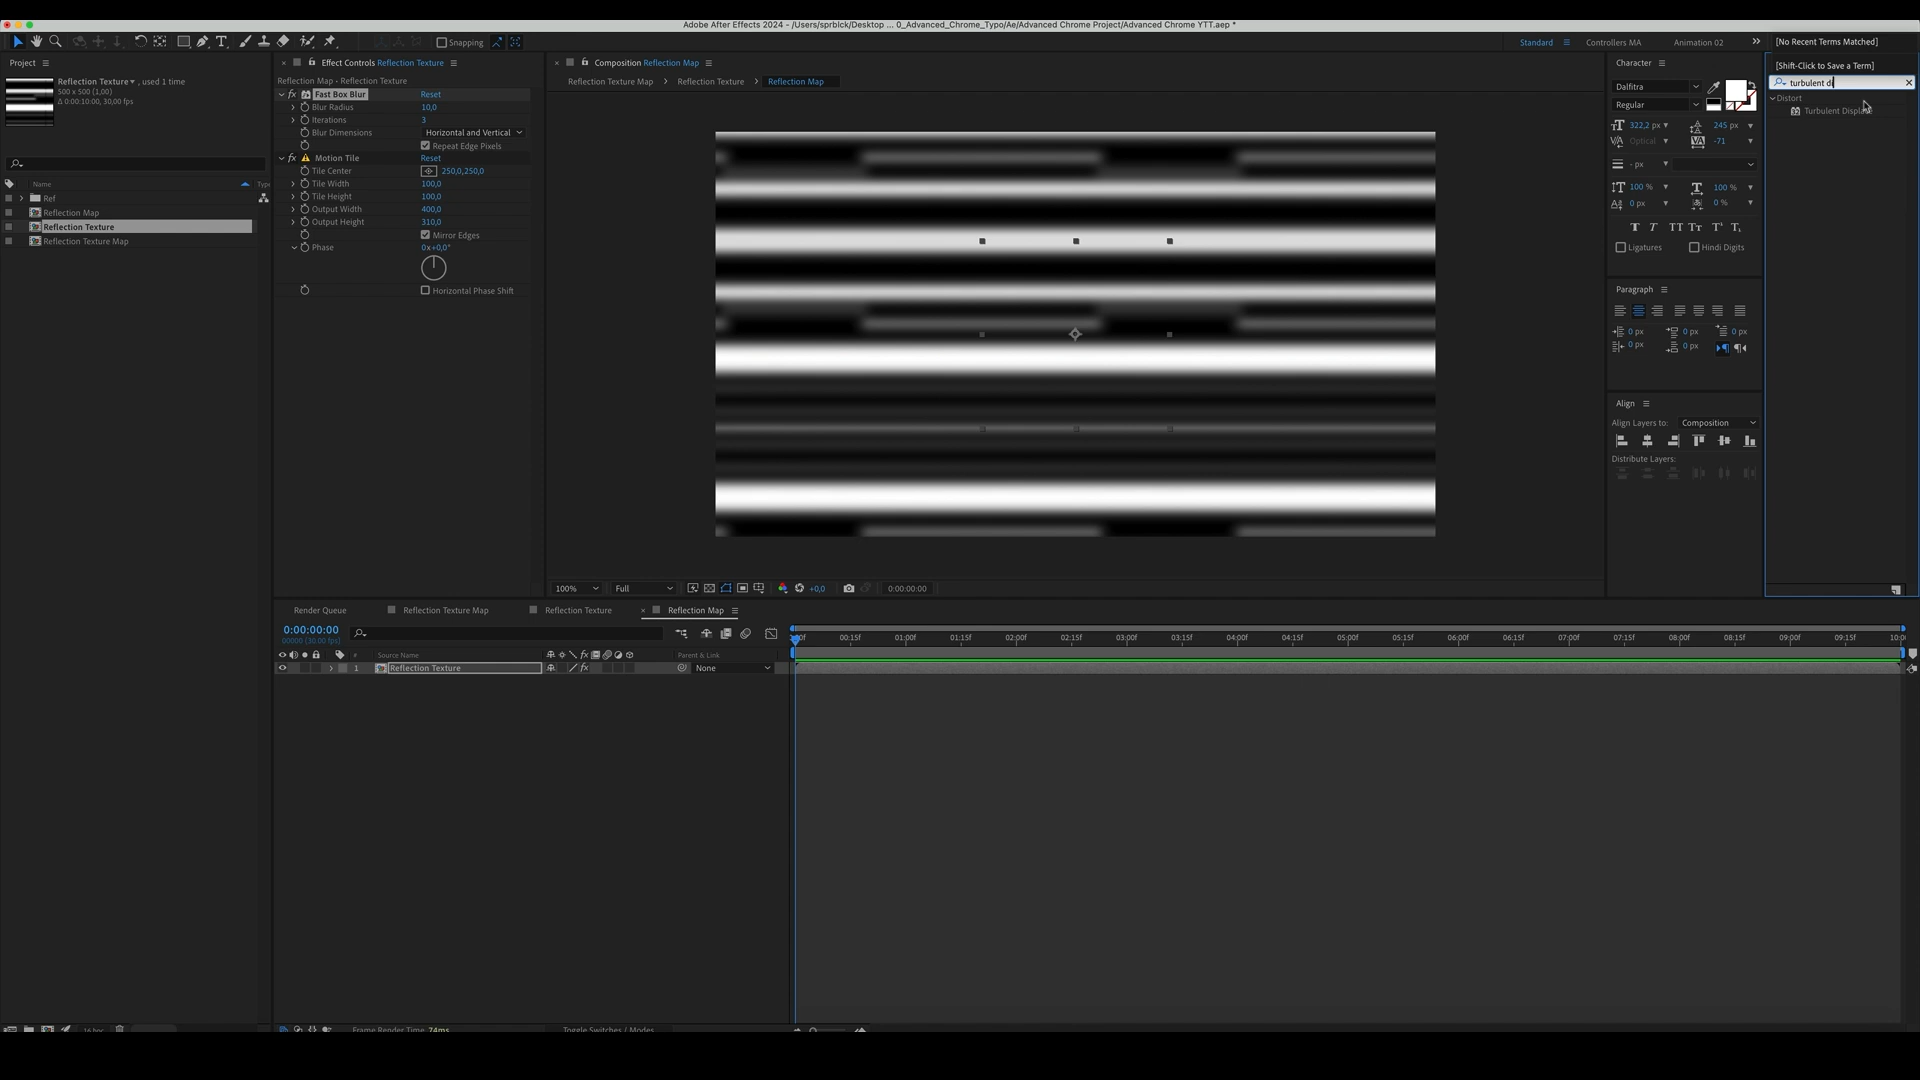 Adobe After Effects 2024 - /Users/sprbick/Desktop ... 0_Advanced_Chrome_Typo/Ae/Advanced Chrome Project/Advanced Chrome YTT.aep *
Snapping
Standard
Controllers MA
Animation 02
[No Recent Terms Matched]
Project
Reflection Texture ▾ , used 1 time
500 x 500 (1,00)
Δ 0:00:10:00, 30,00 fps
Name
Type
Ref
Reflection Map
Reflection Texture
Reflection Texture Map
Effect Controls Reflection Texture
Reflection Map · Reflection Texture
Fast Box Blur Reset
Blur Radius 10,0
Iterations 3
Blur Dimensions Horizontal and Vertical
Repeat Edge Pixels
Motion Tile Reset
Tile Center 250,0,250,0
Tile Width 100,0
Tile Height 100,0
Output Width 400,0
Output Height 310,0
Mirror Edges
Phase 0x+0,0°
Horizontal Phase Shift
Composition Reflection Map
Reflection Texture Map
Reflection Texture
Reflection Map
100%
Full
+0,0
0:00:00:00
Character
Dalfitra
Regular
322,2 px
245 px
Optical
-71
- px
100 %
100 %
0 px
0 %
Ligatures
Hindi Digits
Paragraph
0 px 0 px 0 px
0 px 0 px
Align
Align Layers to: Composition
Distribute Layers:
[Shift-Click to Save a Term]
turbulent di
Distort
Turbulent Displace
Render Queue
Reflection Texture Map
Reflection Texture
Reflection Map
0:00:00:00
00000 (30.00 fps)
# Source Name
Parent & Link
1 Reflection Texture
None
00:15f 01:00f 01:15f 02:00f 02:15f 03:00f 03:15f 04:00f 04:15f 05:00f 05:15f 06:00f 06:15f 07:00f 07:15f 08:00f 08:15f 09:00f 09:15f 10:0
Frame Render Time 74ms
Toggle Switches / Modes